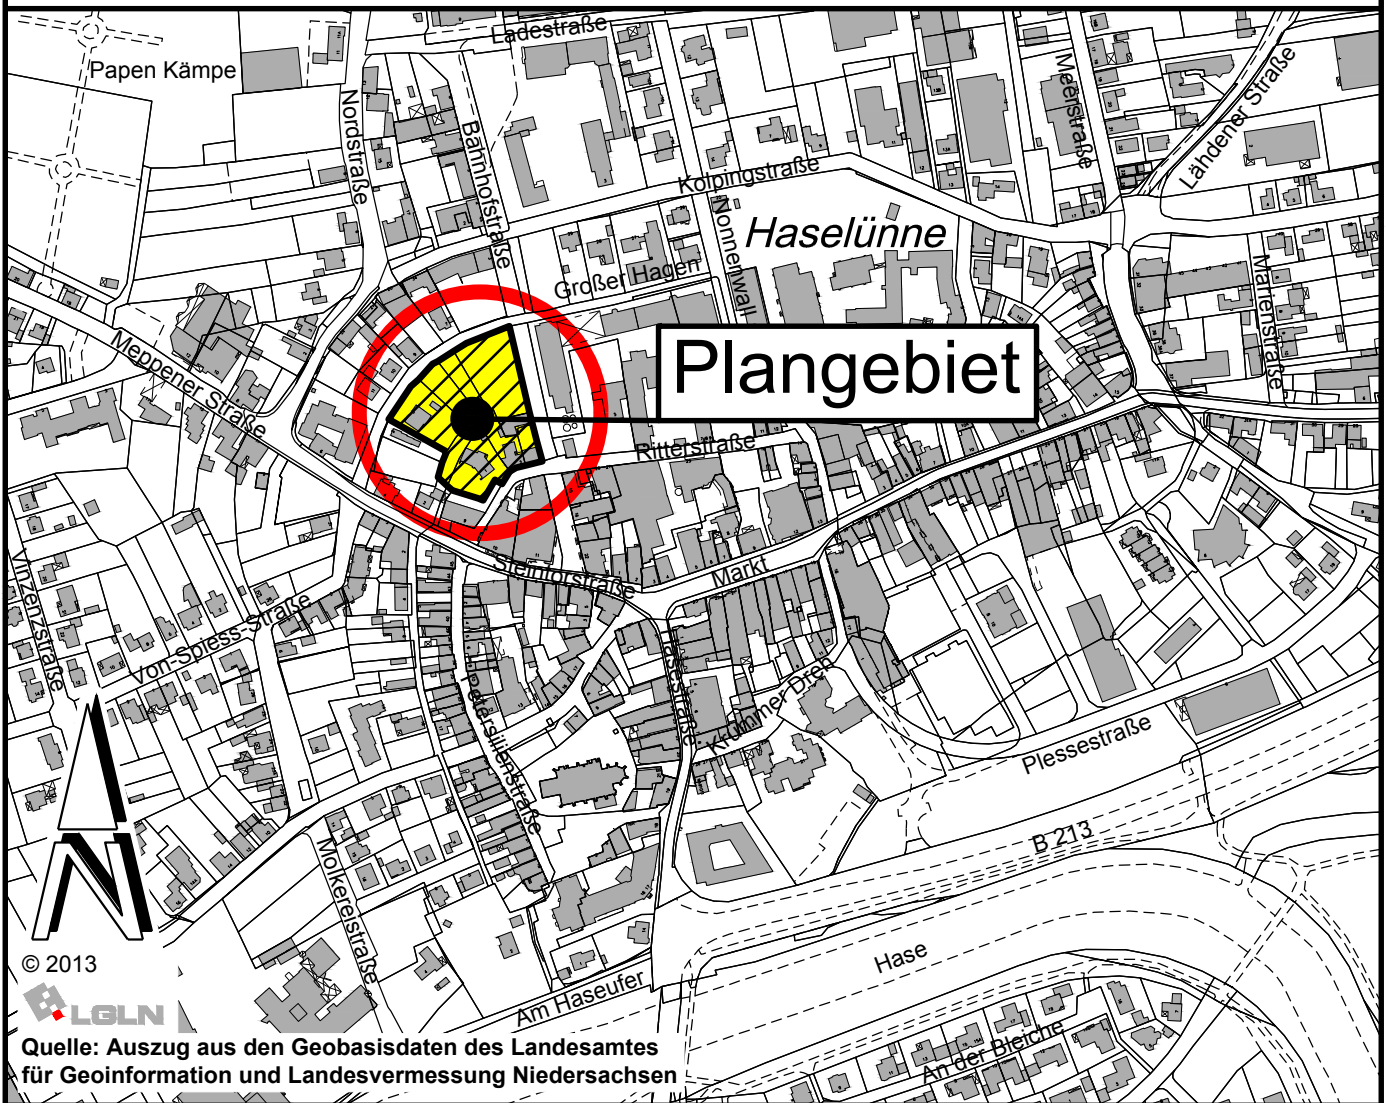 Ladestraße
Papen Kämpe
Nordstraße
Bahnhofstraße
Meerstraße
Lähdener Straße
Kolpingstraße
Nonnenwall
Haselünne
Großer Hagen
Marienstraße
Meppener Straße
Plangebiet
Ritterstraße
Steintorstraße
Markt
Vinzenzstraße
Von-Spiess-Straße
Petersilienstraße
Hasestraße
Krummer Dreh
Plessestraße
B 213
Molkereistraße
Hase
Am Haseufer
An der Bleiche
N
© 2013
LGLN
Quelle: Auszug aus den Geobasisdaten des Landesamtes
für Geoinformation und Landesvermessung Niedersachsen